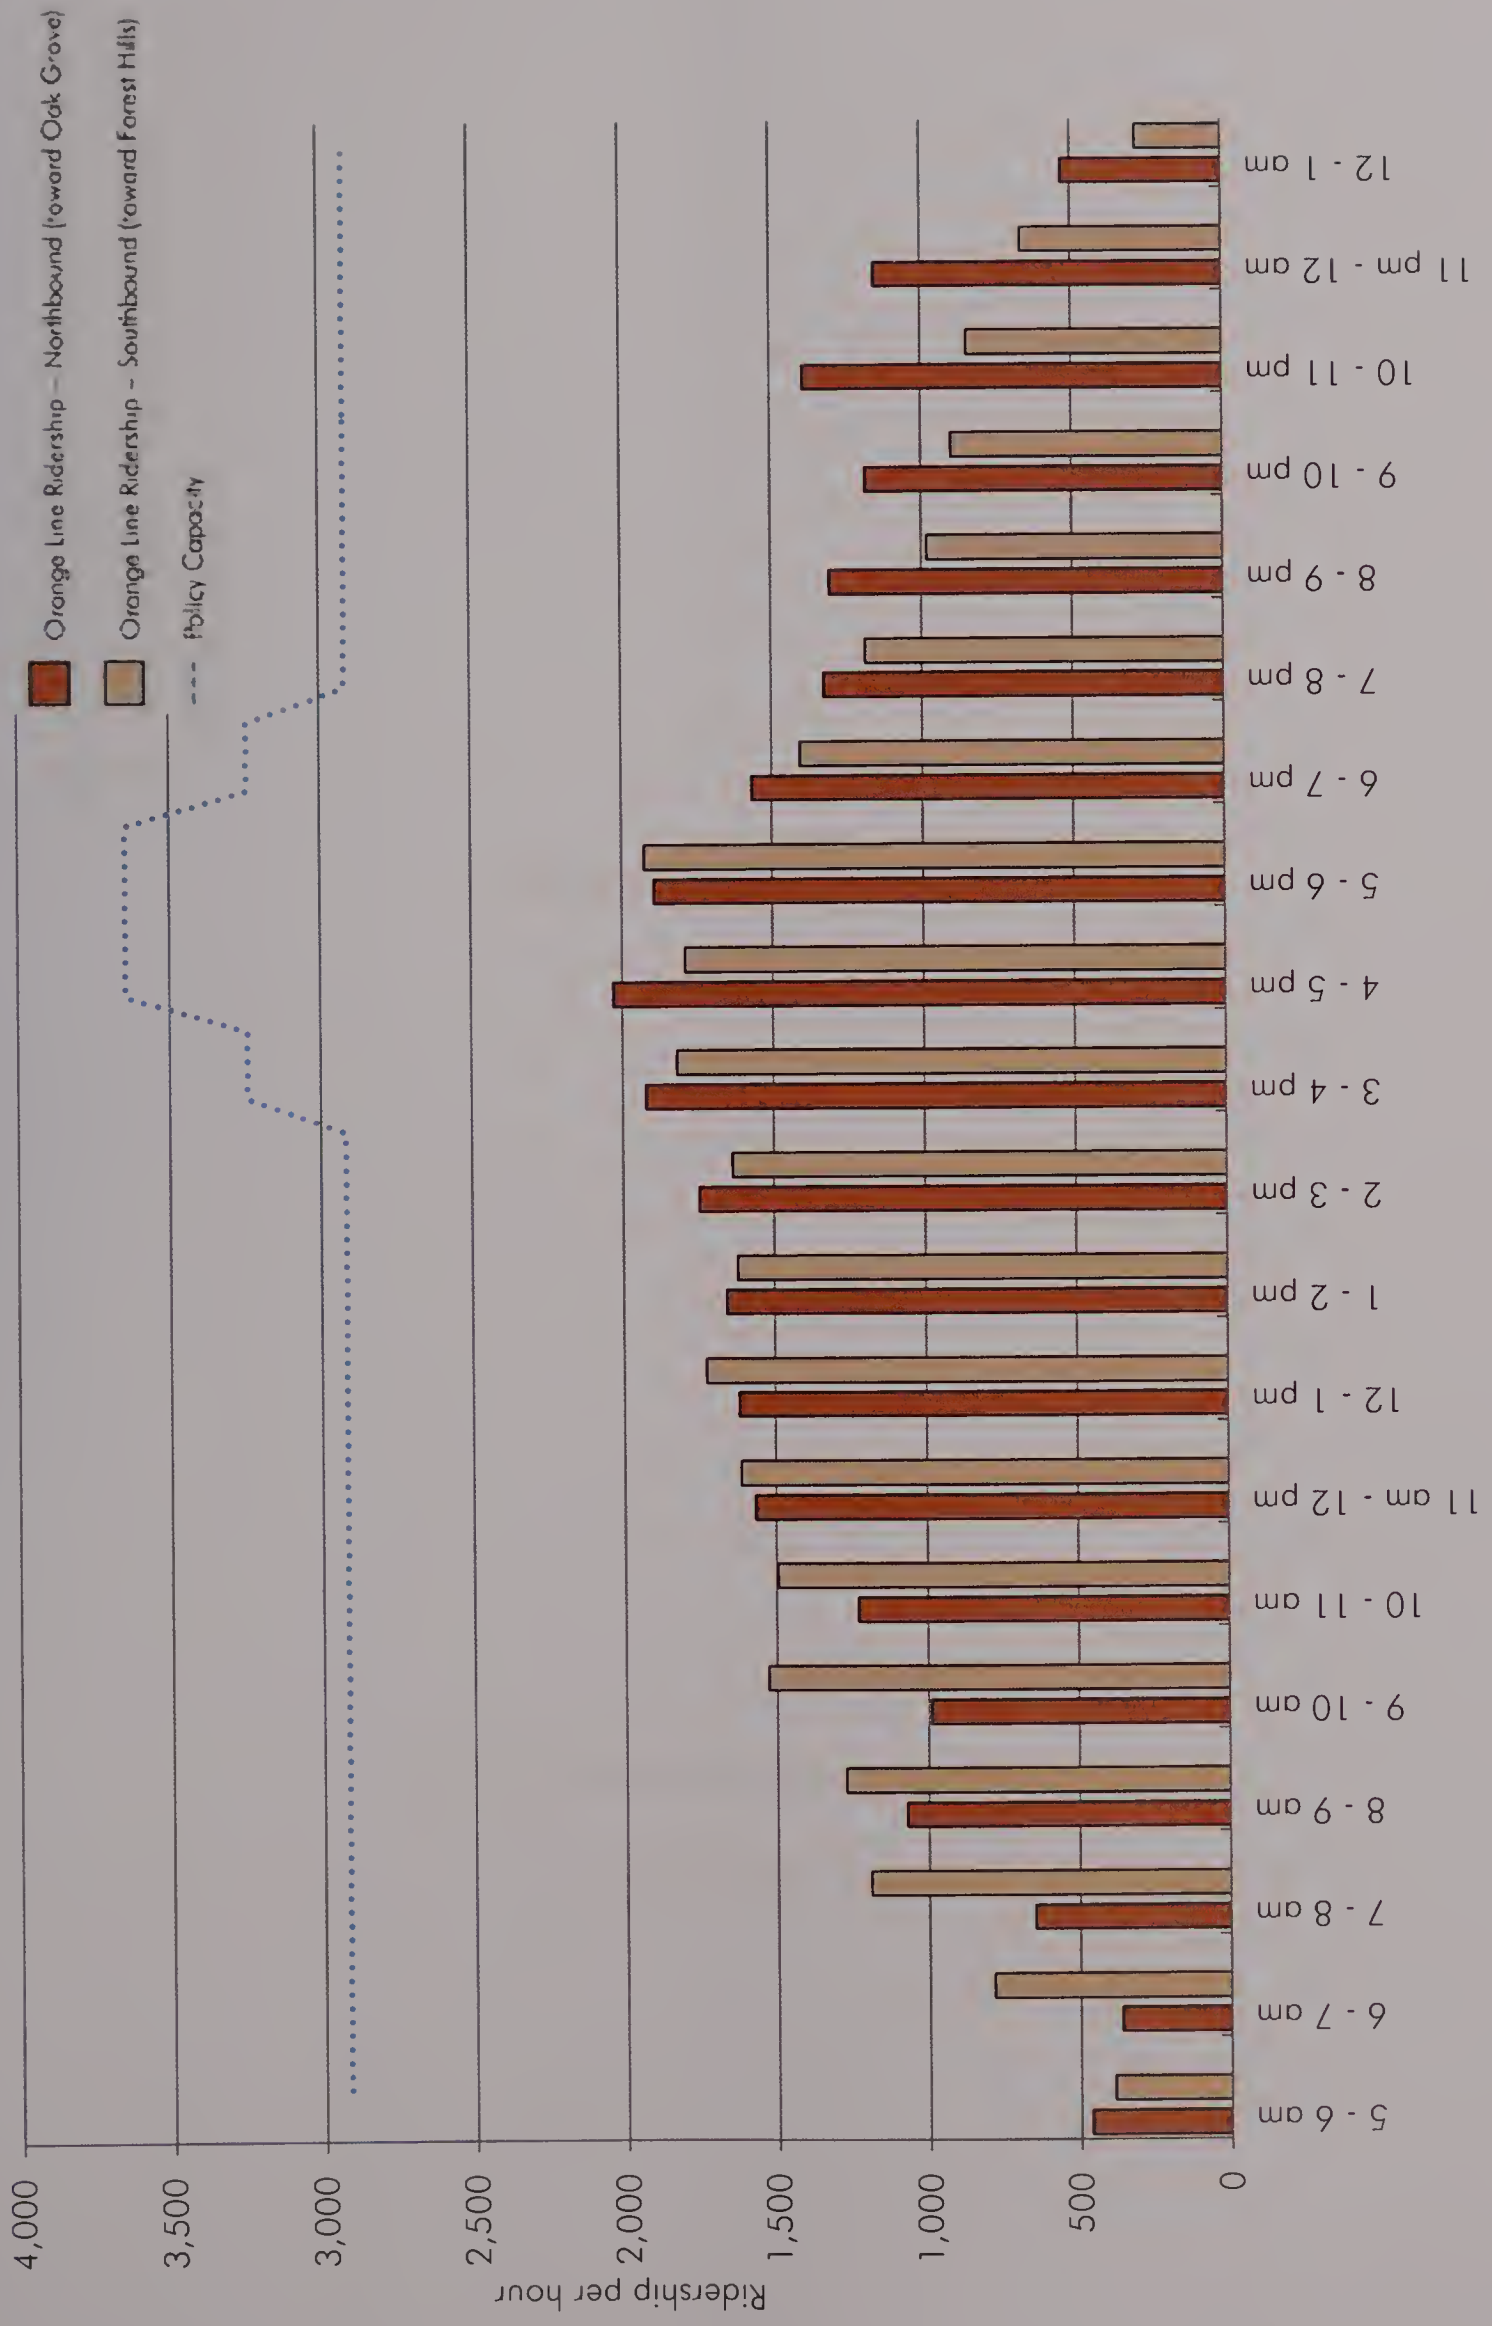 Orange Line Ridership – Northbound (toward Oak Grove)
Orange Line Ridership – Southbound (toward Forest Hills)
Policy Capacity
4,000
3,500
3,000
2,500
2,000
1,500
1,000
500
0
Ridership per hour
5 - 6 am
6 - 7 am
7 - 8 am
8 - 9 am
9 - 10 am
10 - 11 am
11 am - 12 pm
12 - 1 pm
1 - 2 pm
2 - 3 pm
3 - 4 pm
4 - 5 pm
5 - 6 pm
6 - 7 pm
7 - 8 pm
8 - 9 pm
9 - 10 pm
10 - 11 pm
11 pm - 12 am
12 - 1 am